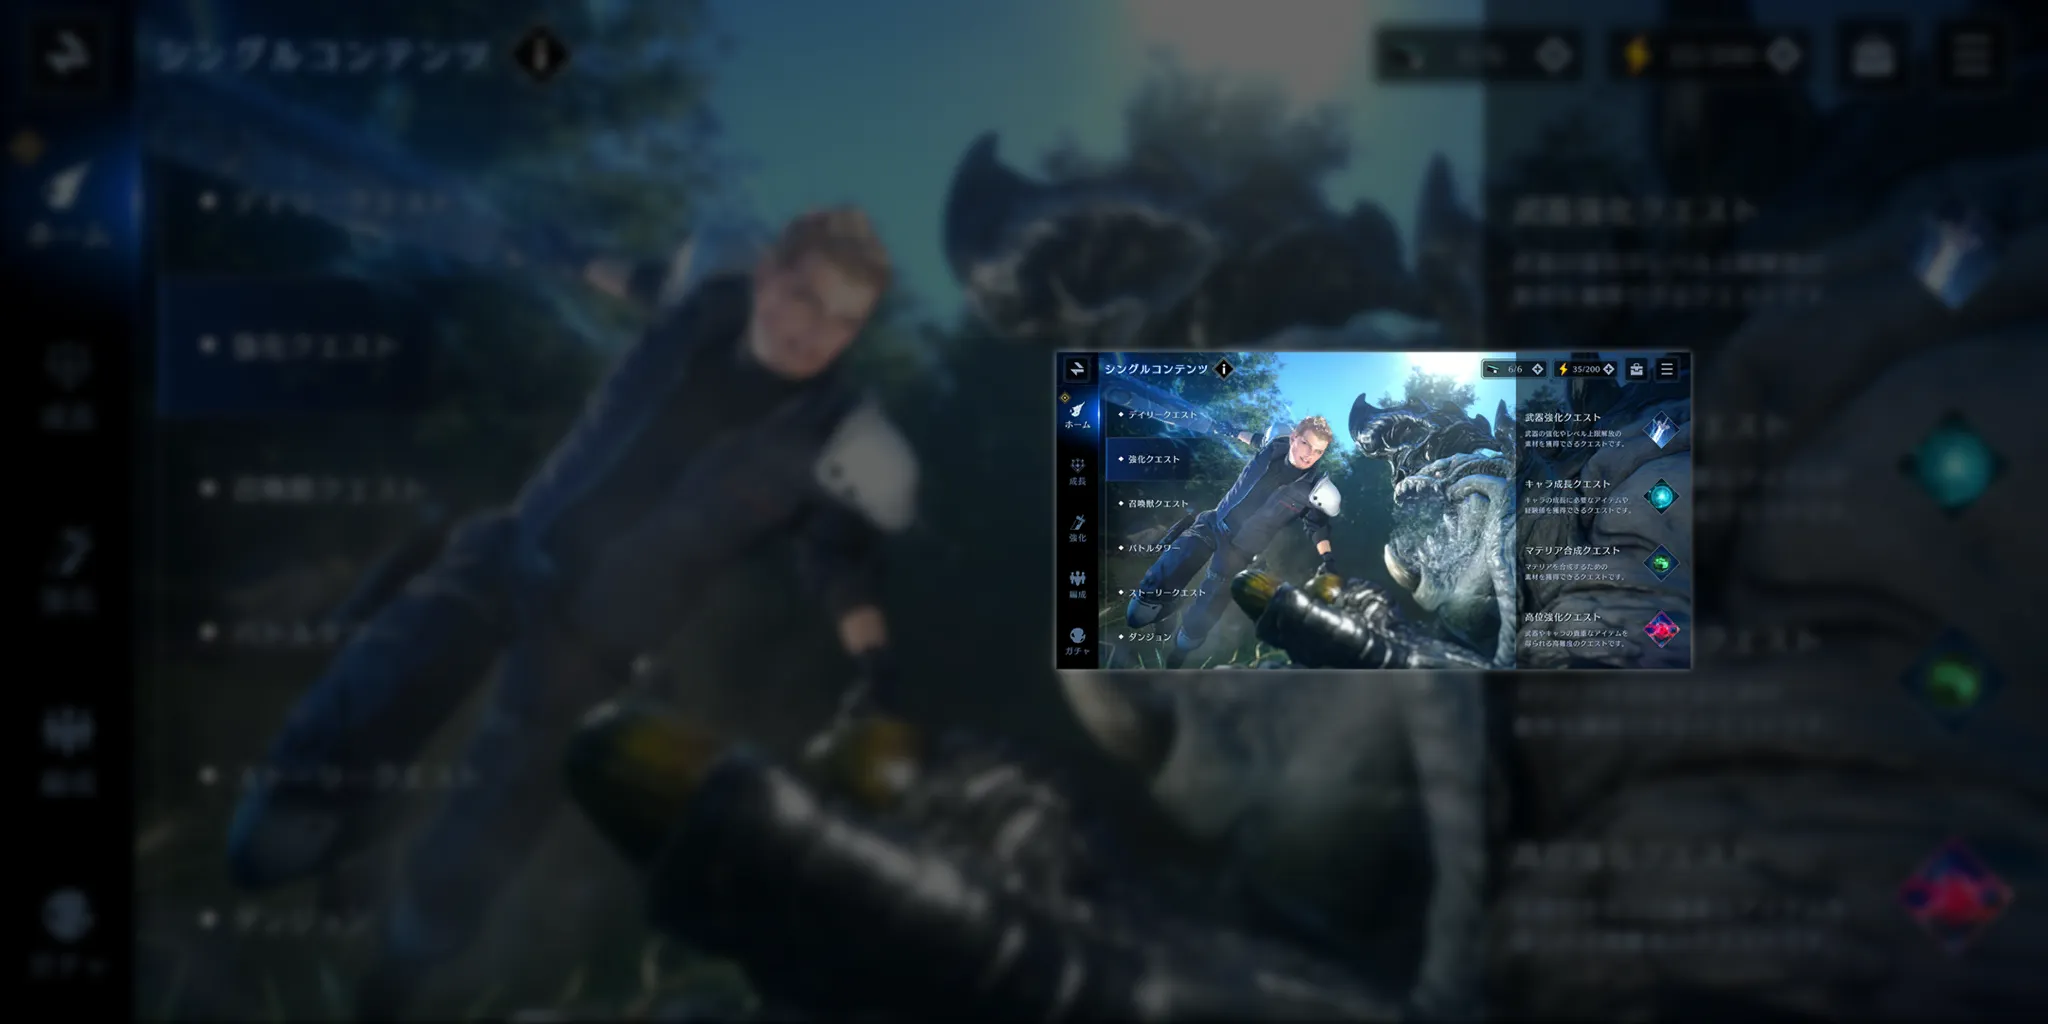 シングルコンテンツ
6/6
35/200
ホーム
成長
強化
編成
ガチャ
デイリークエスト
強化クエスト
召喚獣クエスト
バトルタワー
ストーリークエスト
ダンジョン
武器強化クエスト
武器の強化やレベル上限解放の
素材を獲得できるクエストです。
キャラ成長クエスト
キャラの成長に必要なアイテムや
経験値を獲得できるクエストです。
マテリア合成クエスト
マテリアを合成するための
素材を獲得できるクエストです。
高位強化クエスト
武器やキャラの貴重なアイテムを
得られる高難度のクエストです。